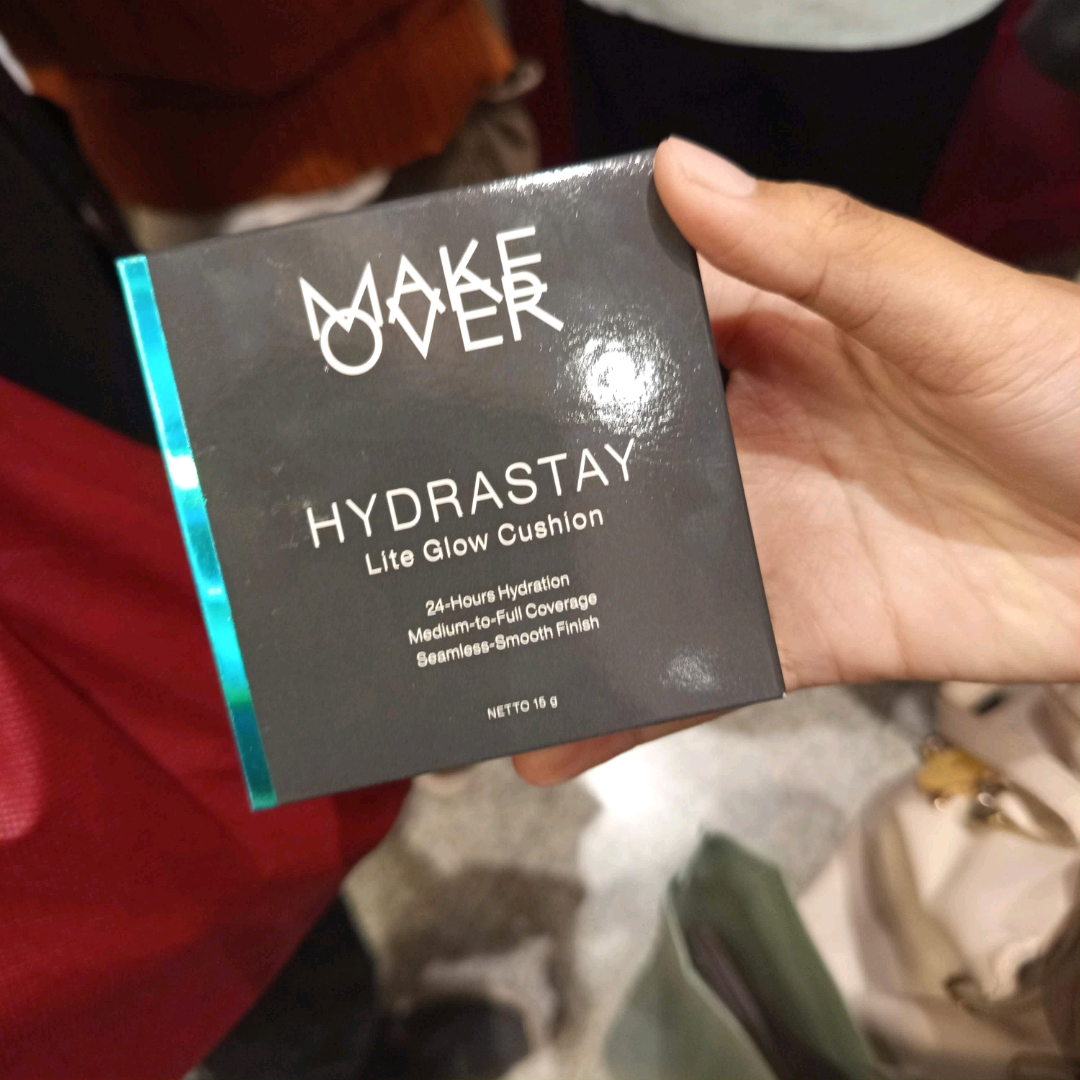 MAKE
OVER
HYDRASTAY
Lite Glow Cushion
24-Hours Hydration
Medium-to-Full Coverage
Seamless-Smooth Finish
NETTO 15 g